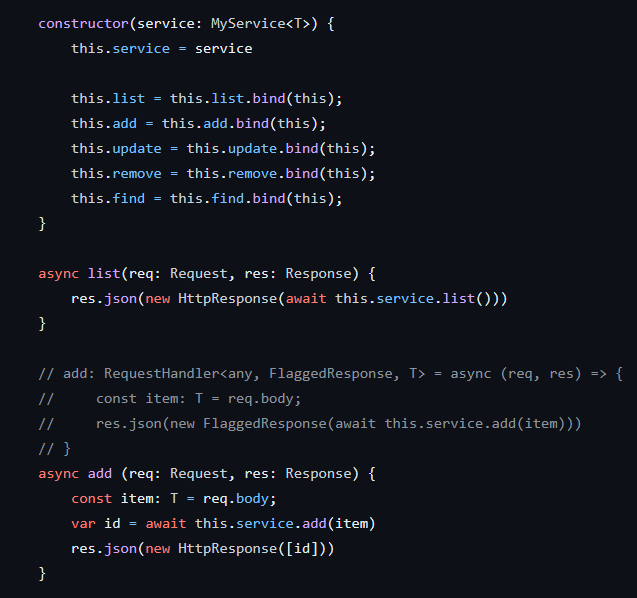 constructor(service: MyService<T>) {
    this.service = service

    this.list = this.list.bind(this);
    this.add = this.add.bind(this);
    this.update = this.update.bind(this);
    this.remove = this.remove.bind(this);
    this.find = this.find.bind(this);
}

async list(req: Request, res: Response) {
    res.json(new HttpResponse(await this.service.list()))
}

// add: RequestHandler<any, FlaggedResponse, T> = async (req, res) => {
//     const item: T = req.body;
//     res.json(new FlaggedResponse(await this.service.add(item)))
// }
async add (req: Request, res: Response) {
    const item: T = req.body;
    var id = await this.service.add(item)
    res.json(new HttpResponse([id]))
}